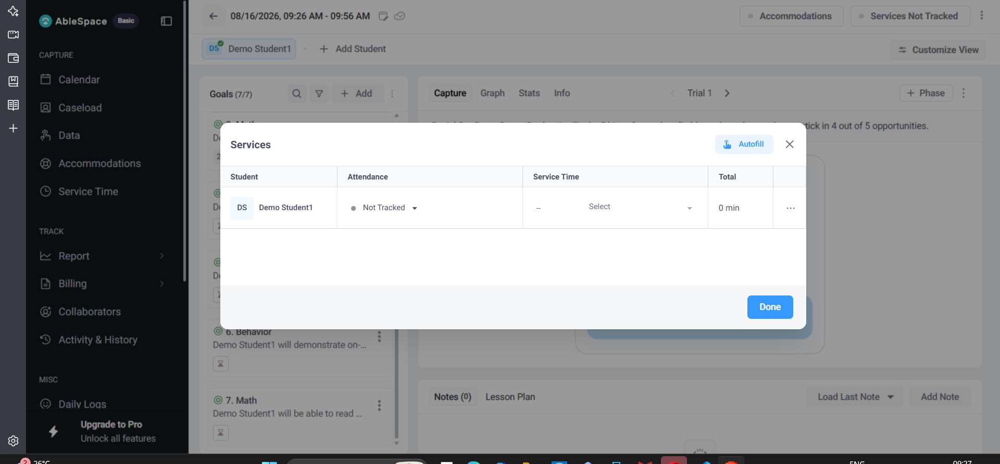 AbleSpace Basic
CAPTURE
Calendar
Caseload
Data
Accommodations
Service Time
TRACK
Report
Billing
Collaborators
Activity & History
MISC
Daily Logs
Upgrade to Pro
Unlock all features
08/16/2026, 09:26 AM - 09:56 AM
Accommodations
Services Not Tracked
DS Demo Student1
Add Student
Customize View
Goals (7/7)
Add
Capture Graph Stats Info
Trial 1
Phase
tick in 4 out of 5 opportunities.
Services
Autofill
Student Attendance Service Time Total
DS Demo Student1 Not Tracked -- Select 0 min
Done
6. Behavior
Demo Student1 will demonstrate on-...
7. Math
Demo Student1 will be able to read ...
Notes (0) Lesson Plan
Load Last Note
Add Note
2 26°C
ENG
09:27